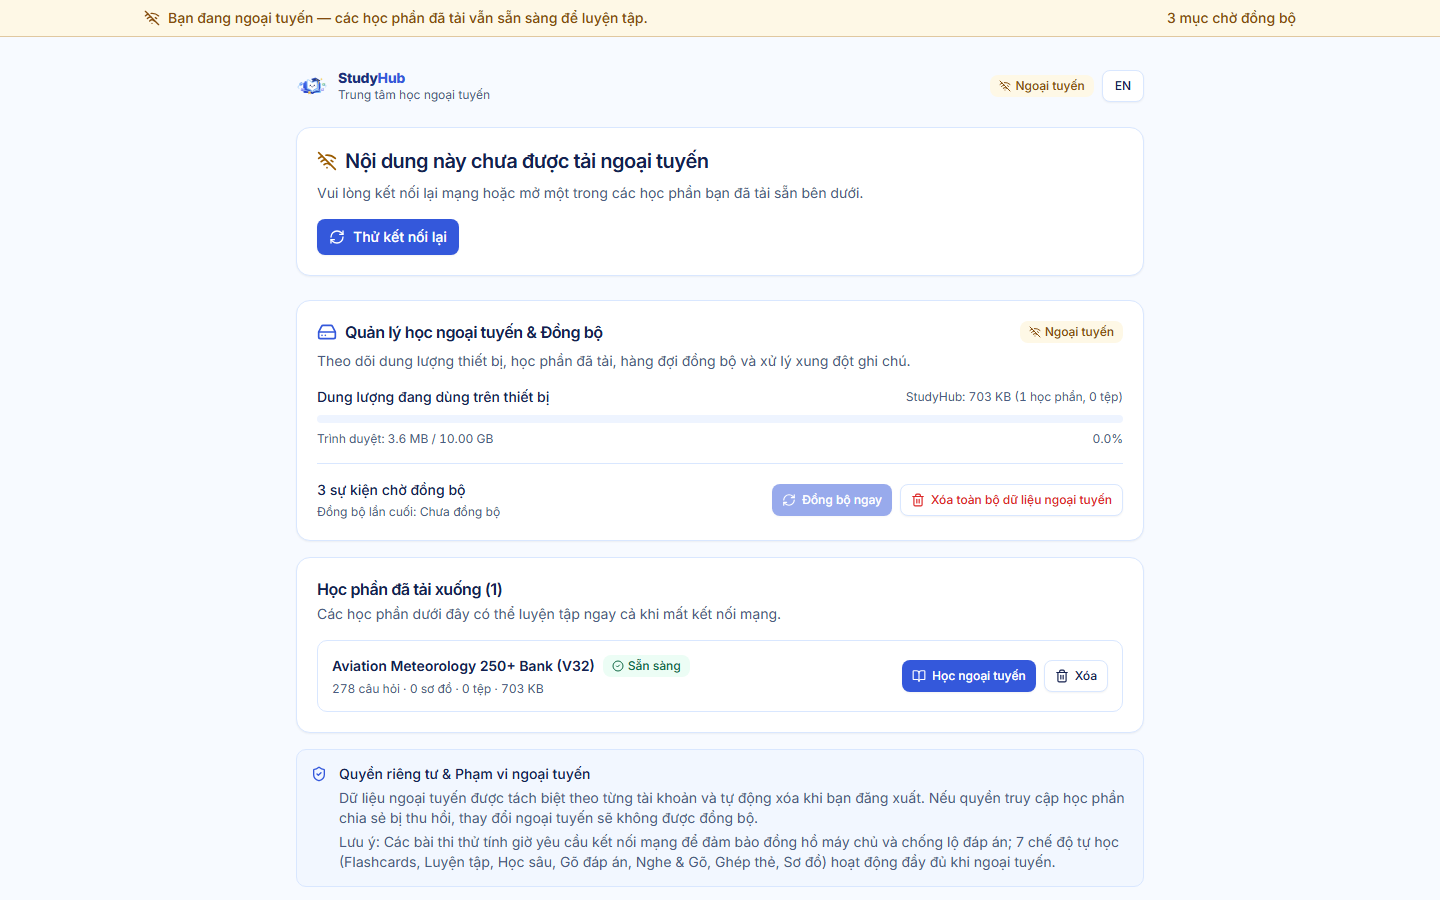 Bạn đang ngoại tuyến — các học phần đã tải vẫn sẵn sàng để luyện tập.
3 mục chờ đồng bộ
StudyHub
Trung tâm học ngoại tuyến
Ngoại tuyến
EN
Nội dung này chưa được tải ngoại tuyến
Vui lòng kết nối lại mạng hoặc mở một trong các học phần bạn đã tải sẵn bên dưới.
Thử kết nối lại
Quản lý học ngoại tuyến & Đồng bộ
Ngoại tuyến
Theo dõi dung lượng thiết bị, học phần đã tải, hàng đợi đồng bộ và xử lý xung đột ghi chú.
Dung lượng đang dùng trên thiết bị
StudyHub: 703 KB (1 học phần, 0 tệp)
Trình duyệt: 3.6 MB / 10.00 GB
0.0%
3 sự kiện chờ đồng bộ
Đồng bộ lần cuối: Chưa đồng bộ
Đồng bộ ngay
Xóa toàn bộ dữ liệu ngoại tuyến
Học phần đã tải xuống (1)
Các học phần dưới đây có thể luyện tập ngay cả khi mất kết nối mạng.
Aviation Meteorology 250+ Bank (V32)
Sẵn sàng
278 câu hỏi · 0 sơ đồ · 0 tệp · 703 KB
Học ngoại tuyến
Xóa
Quyền riêng tư & Phạm vi ngoại tuyến
Dữ liệu ngoại tuyến được tách biệt theo từng tài khoản và tự động xóa khi bạn đăng xuất. Nếu quyền truy cập học phần
chia sẻ bị thu hồi, thay đổi ngoại tuyến sẽ không được đồng bộ.
Lưu ý: Các bài thi thử tính giờ yêu cầu kết nối mạng để đảm bảo đồng hồ máy chủ và chống lộ đáp án; 7 chế độ tự học
(Flashcards, Luyện tập, Học sâu, Gõ đáp án, Nghe & Gõ, Ghép thẻ, Sơ đồ) hoạt động đầy đủ khi ngoại tuyến.